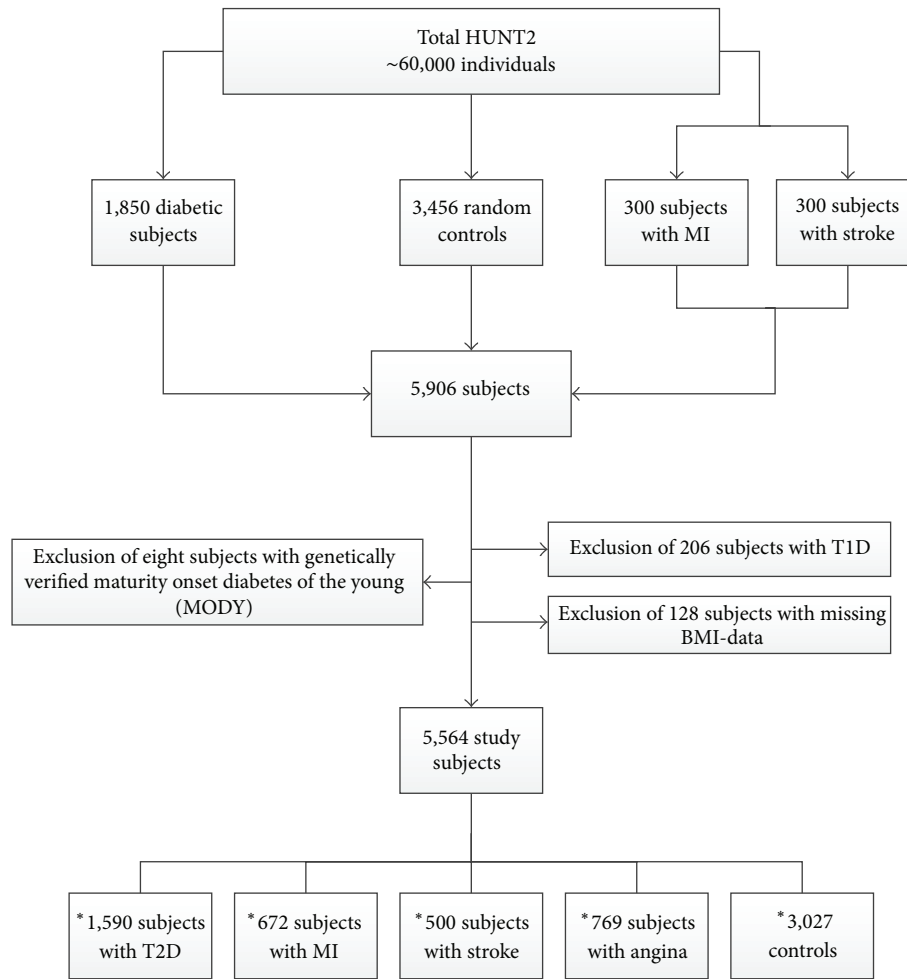 Total HUNT2
~60,000 individuals
1,850 diabetic
subjects
3,456 random
controls
300 subjects
with MI
300 subjects
with stroke
5,906 subjects
Exclusion of 206 subjects with T1D
Exclusion of eight subjects with genetically
verified maturity onset diabetes of the young
(MODY)
Exclusion of 128 subjects with missing
BMI-data
5,564 study
subjects
*1,590 subjects
with T2D
*672 subjects
with MI
*500 subjects
with stroke
*769 subjects
with angina
*3,027
controls